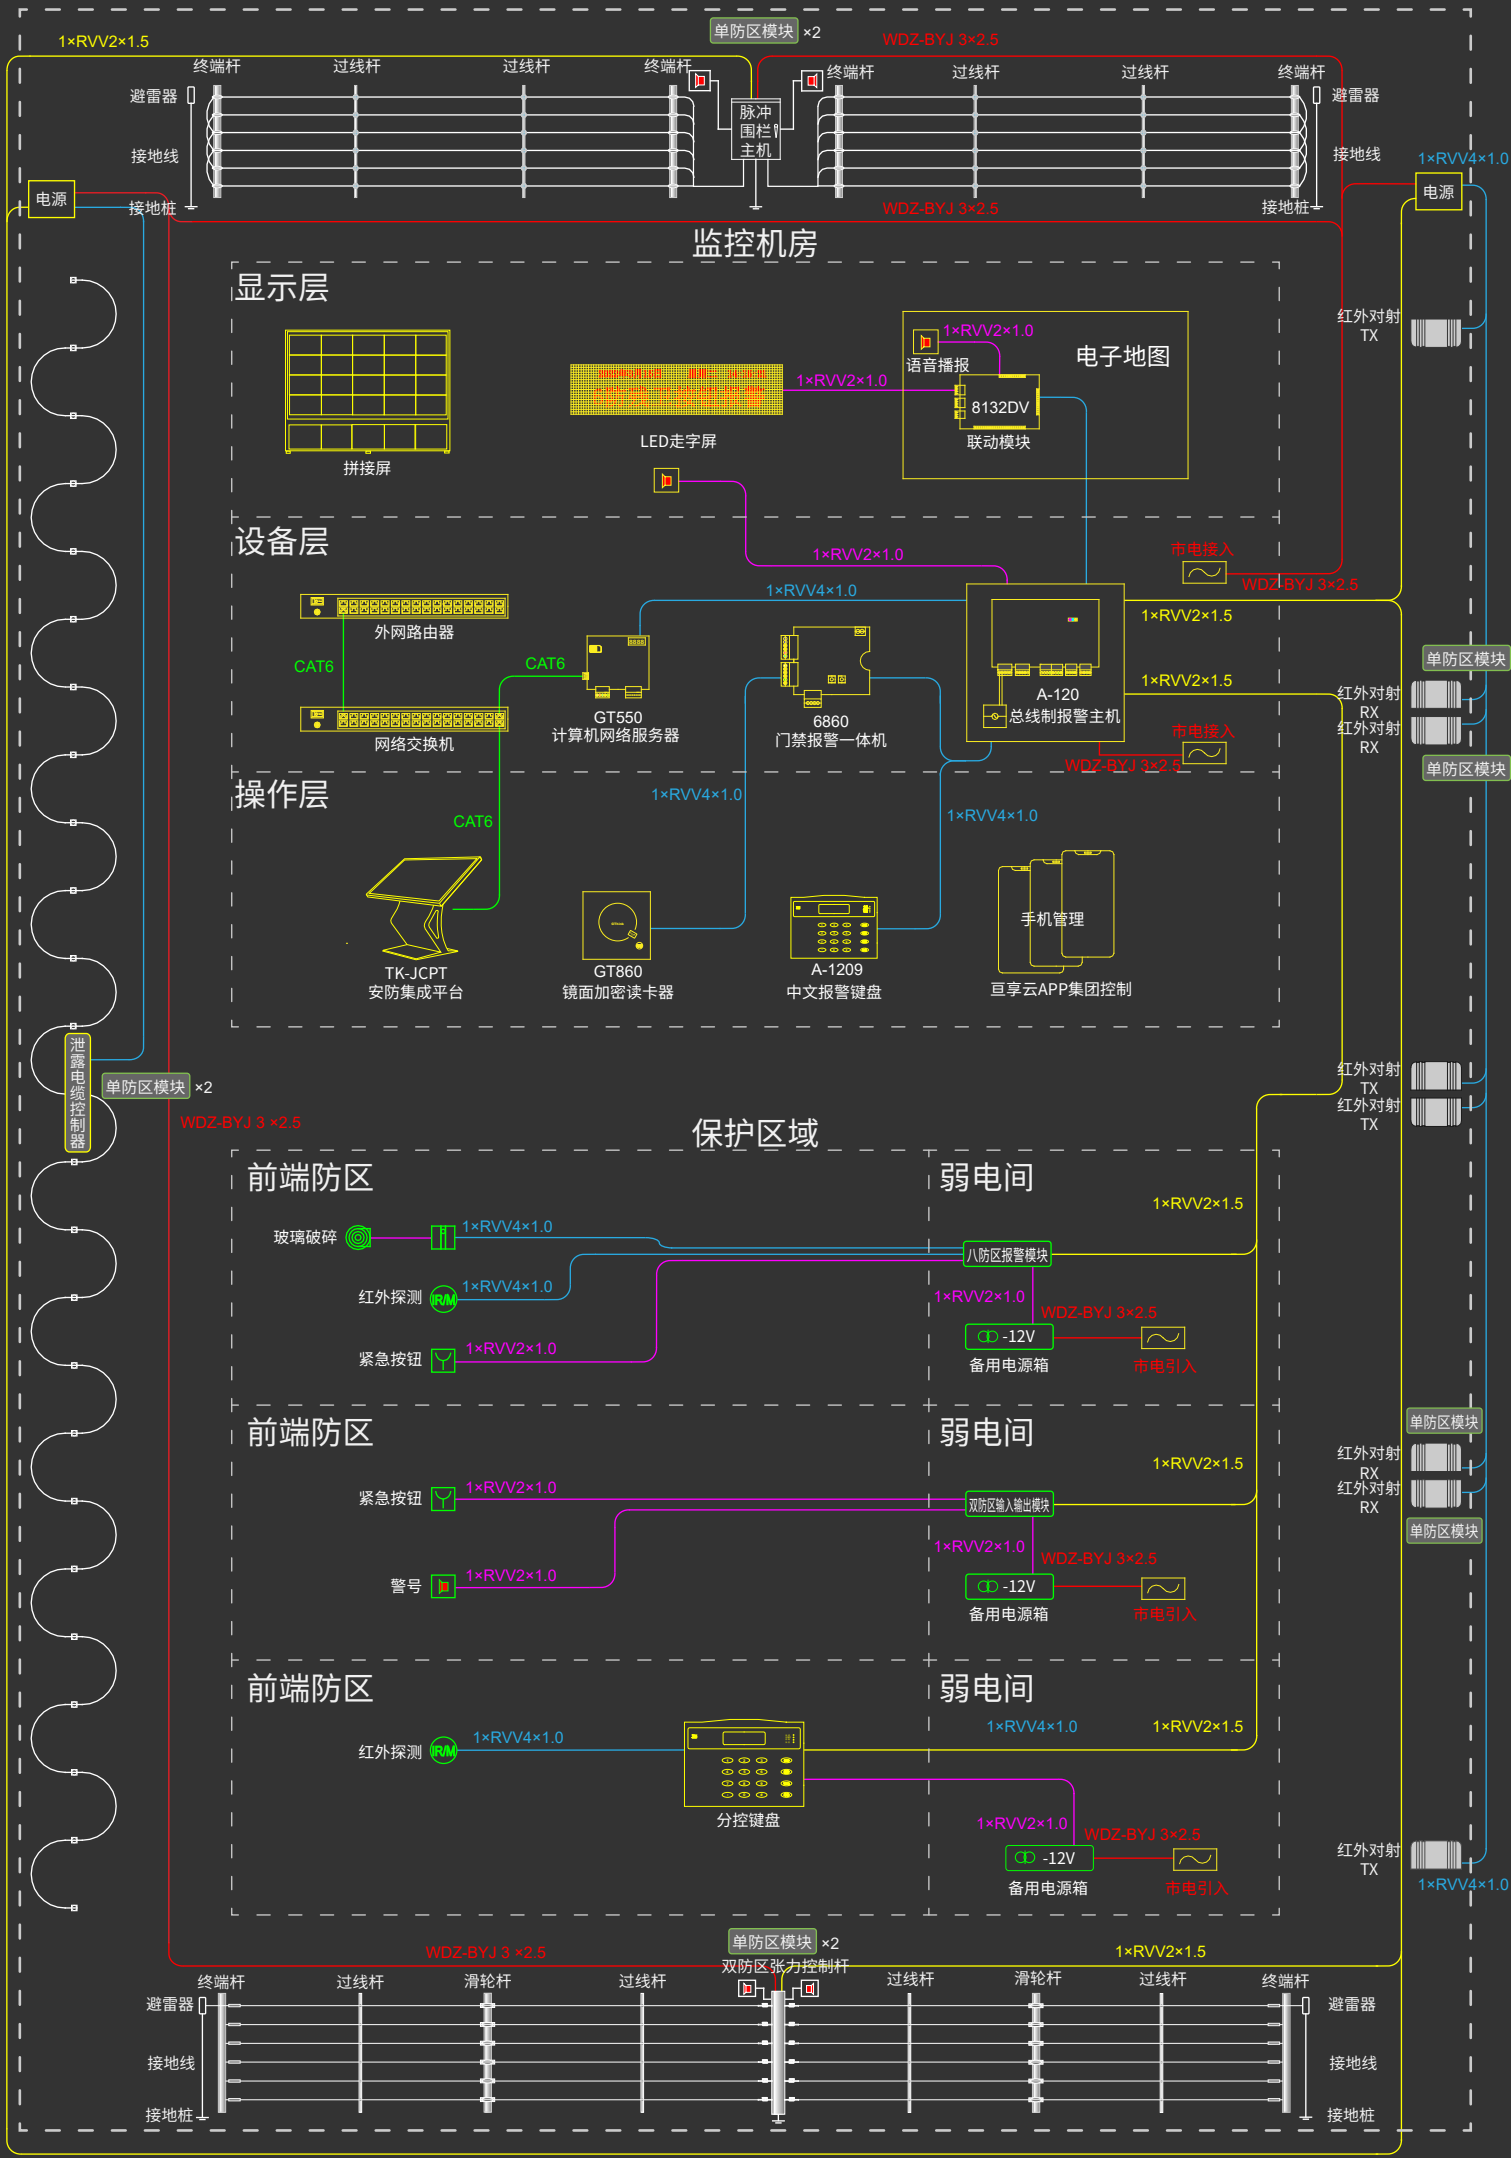 单防区模块 ×2
1×RVV2×1.5
WDZ-BYJ 3×2.5
终端杆
过线杆
过线杆
终端杆
终端杆
过线杆
过线杆
终端杆
避雷器
避雷器
脉冲
围栏
主机
接地线
接地线
1×RVV4×1.0
电源
电源
接地桩
接地桩
WDZ-BYJ 3×2.5
监控机房
显示层
1×RVV2×1.0
语音播报
电子地图
红外对射
TX
1×RVV2×1.0
8132DV
联动模块
LED走字屏
拼接屏
设备层
1×RVV2×1.0
市电接入
WDZ-BYJ 3×2.5
1×RVV4×1.0
1×RVV2×1.5
外网路由器
CAT6
CAT6
单防区模块
1×RVV2×1.5
A-120
总线制报警主机
红外对射
RX
红外对射
RX
GT550
计算机网络服务器
6860
门禁报警一体机
网络交换机
市电接入
WDZ-BYJ 3×2.5
单防区模块
操作层
1×RVV4×1.0
1×RVV4×1.0
CAT6
手机管理
TK-JCPT
安防集成平台
GT860
镜面加密读卡器
A-1209
中文报警键盘
亘享云APP集团控制
泄露电缆控制器
单防区模块 ×2
红外对射
TX
红外对射
TX
WDZ-BYJ 3 ×2.5
保护区域
前端防区
弱电间
1×RVV2×1.5
玻璃破碎
1×RVV4×1.0
八防区报警模块
红外探测
IR/M
1×RVV4×1.0
1×RVV2×1.0
WDZ-BYJ 3×2.5
-12V
备用电源箱
市电引入
紧急按钮
1×RVV2×1.0
前端防区
弱电间
1×RVV2×1.5
单防区模块
红外对射
RX
红外对射
RX
单防区模块
紧急按钮
1×RVV2×1.0
双防区输入输出模块
1×RVV2×1.0
WDZ-BYJ 3×2.5
警号
1×RVV2×1.0
-12V
备用电源箱
市电引入
前端防区
弱电间
1×RVV4×1.0
1×RVV2×1.5
红外探测
IR/M
1×RVV4×1.0
分控键盘
1×RVV2×1.0
WDZ-BYJ 3×2.5
-12V
备用电源箱
市电引入
红外对射
TX
1×RVV4×1.0
单防区模块 ×2
WDZ-BYJ 3 ×2.5
1×RVV2×1.5
双防区张力控制杆
终端杆
过线杆
滑轮杆
过线杆
过线杆
滑轮杆
过线杆
终端杆
避雷器
避雷器
接地线
接地线
接地桩
接地桩